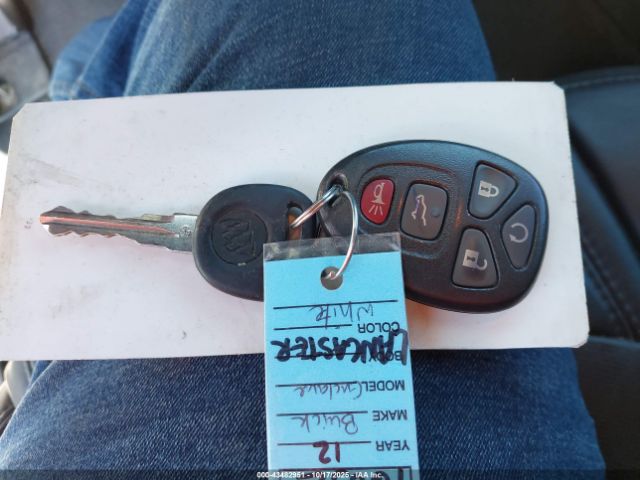 YEAR 12
MAKE Buick
MODEL Enclave
BODY LANCASTER
COLOR White
000-43482951 - 10/17/2025 - IAA, Inc.